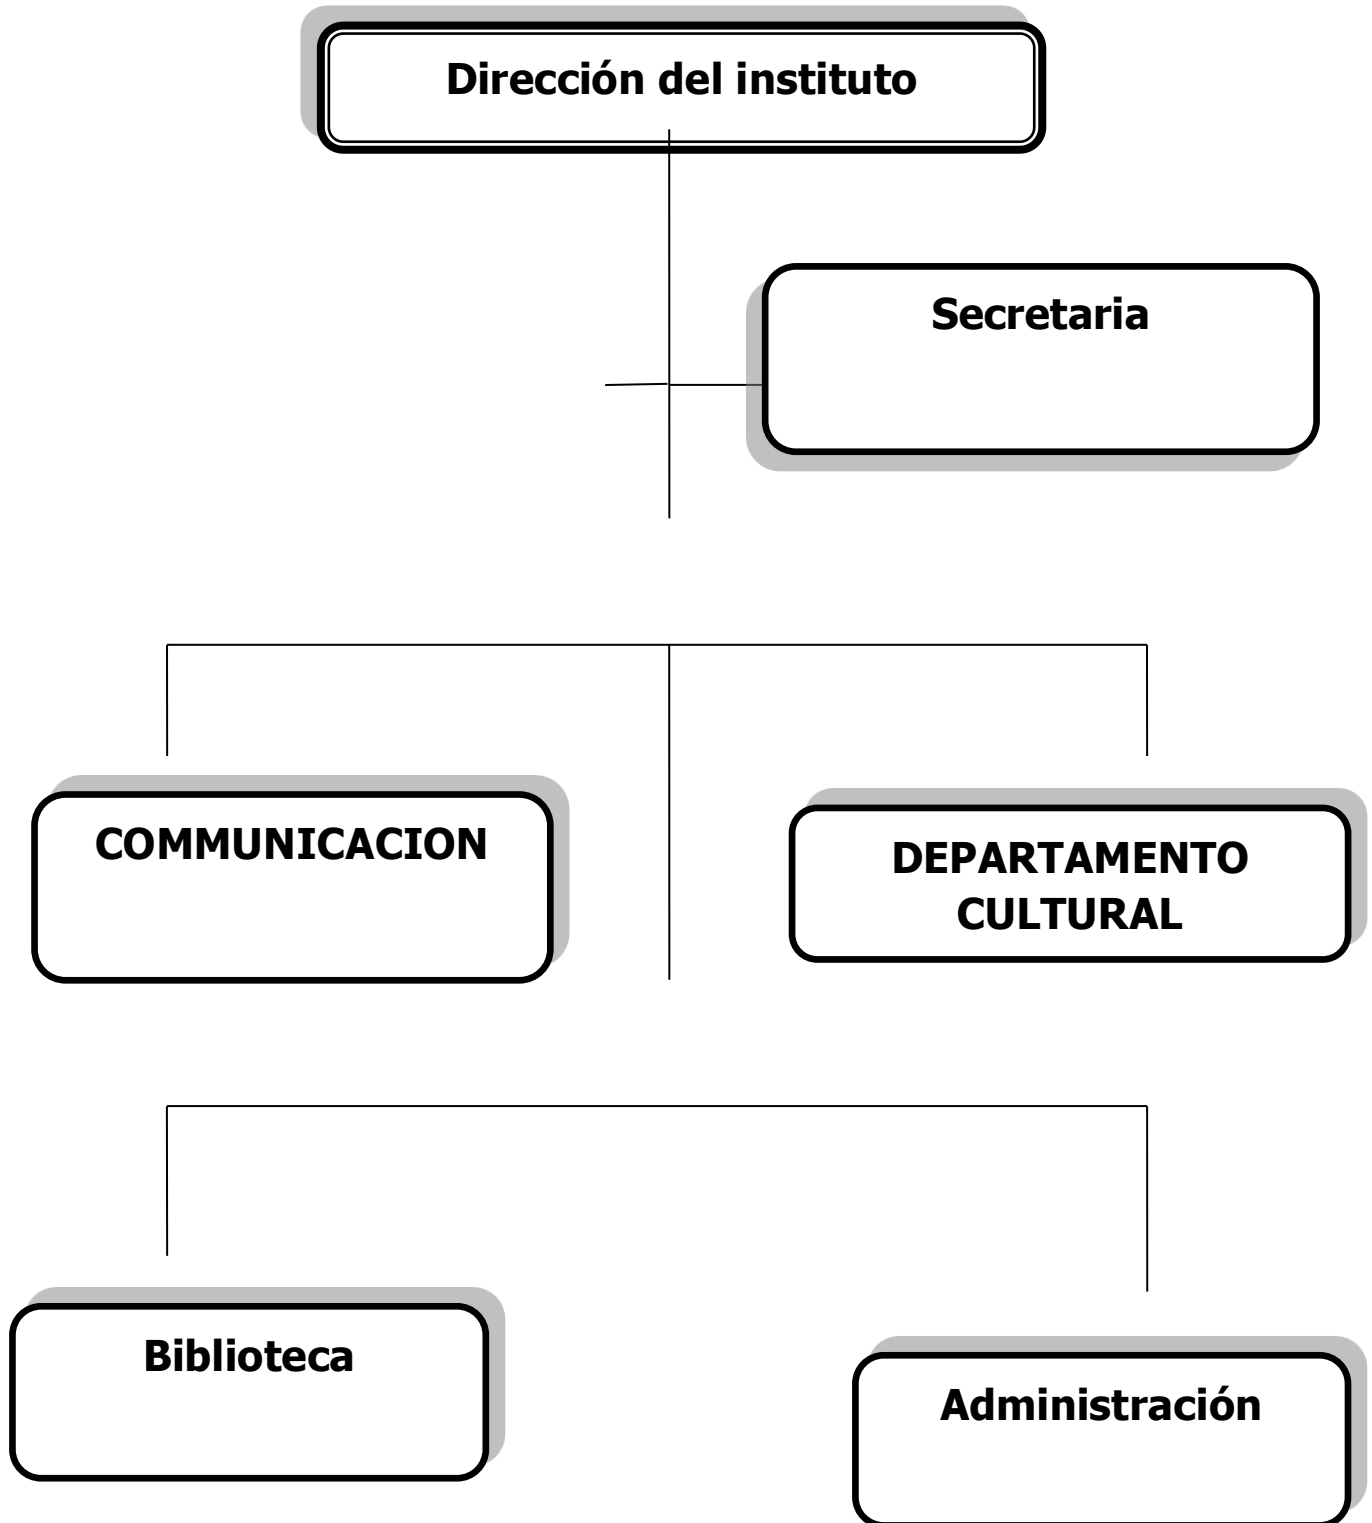 Dirección del instituto
Secretaria
COMMUNICACION
DEPARTAMENTO
CULTURAL
Biblioteca
Administración